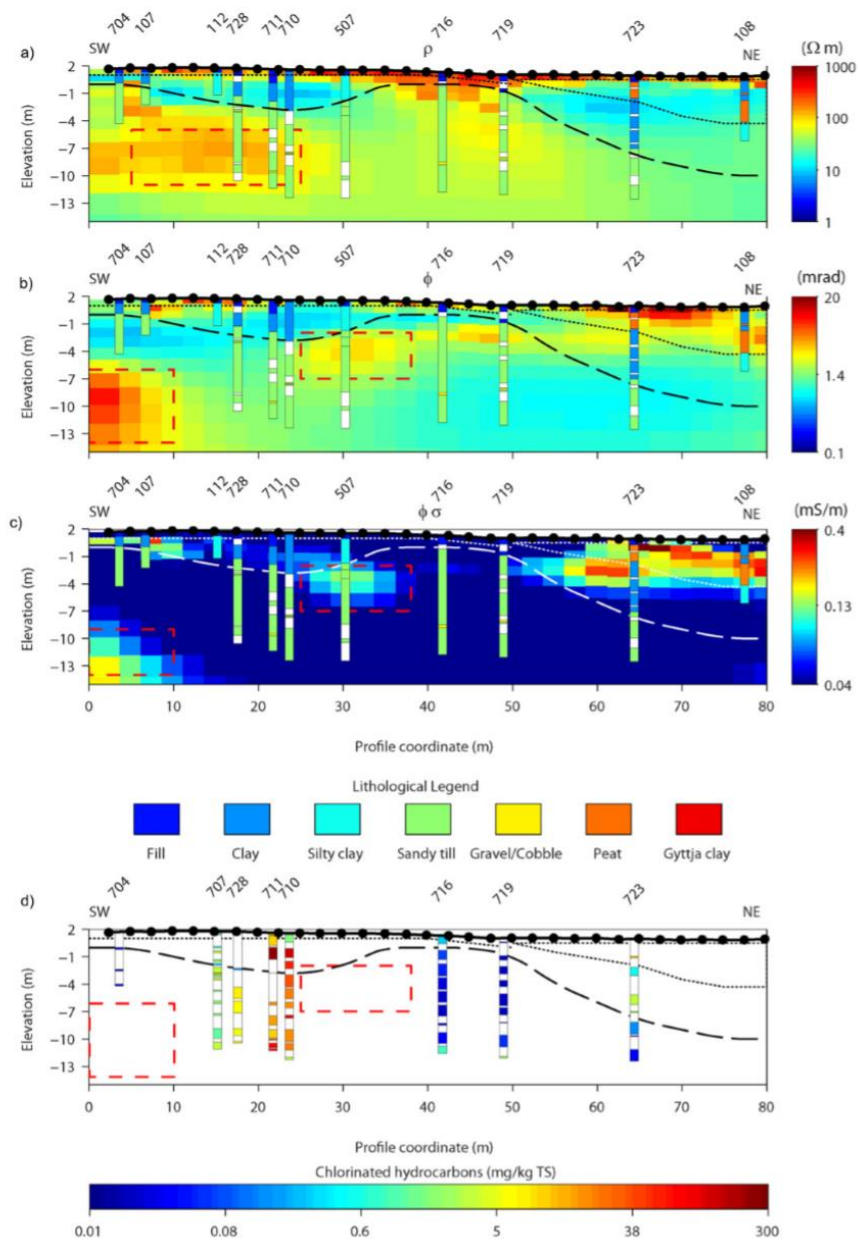 704 107 112 728 711 710 507 716 719 723 108
a) SW ρ NE (Ω m)
2 1000
-1
Elevation (m) -4 100
-7 10
-10
-13 1
704 107 112 728 711 710 507 716 719 723 108
b) SW ϕ NE (mrad)
2 20
-1
Elevation (m) -4
-7 1.4
-10
-13 0.1
704 107 112 728 711 710 507 716 719 723 108
c) SW ϕ σ NE (mS/m)
2 0.4
-1
Elevation (m) -4
-7 0.13
-10
-13 0.04
0 10 20 30 40 50 60 70 80
Profile coordinate (m)
Lithological Legend
Fill Clay Silty clay Sandy till Gravel/Cobble Peat Gyttja clay
704 707 728 711 710 716 719 723
d) SW NE
2
-1
Elevation (m) -4
-7
-10
-13
0 10 20 30 40 50 60 70 80
Profile coordinate (m)
Chlorinated hydrocarbons (mg/kg TS)
0.01 0.08 0.6 5 38 300